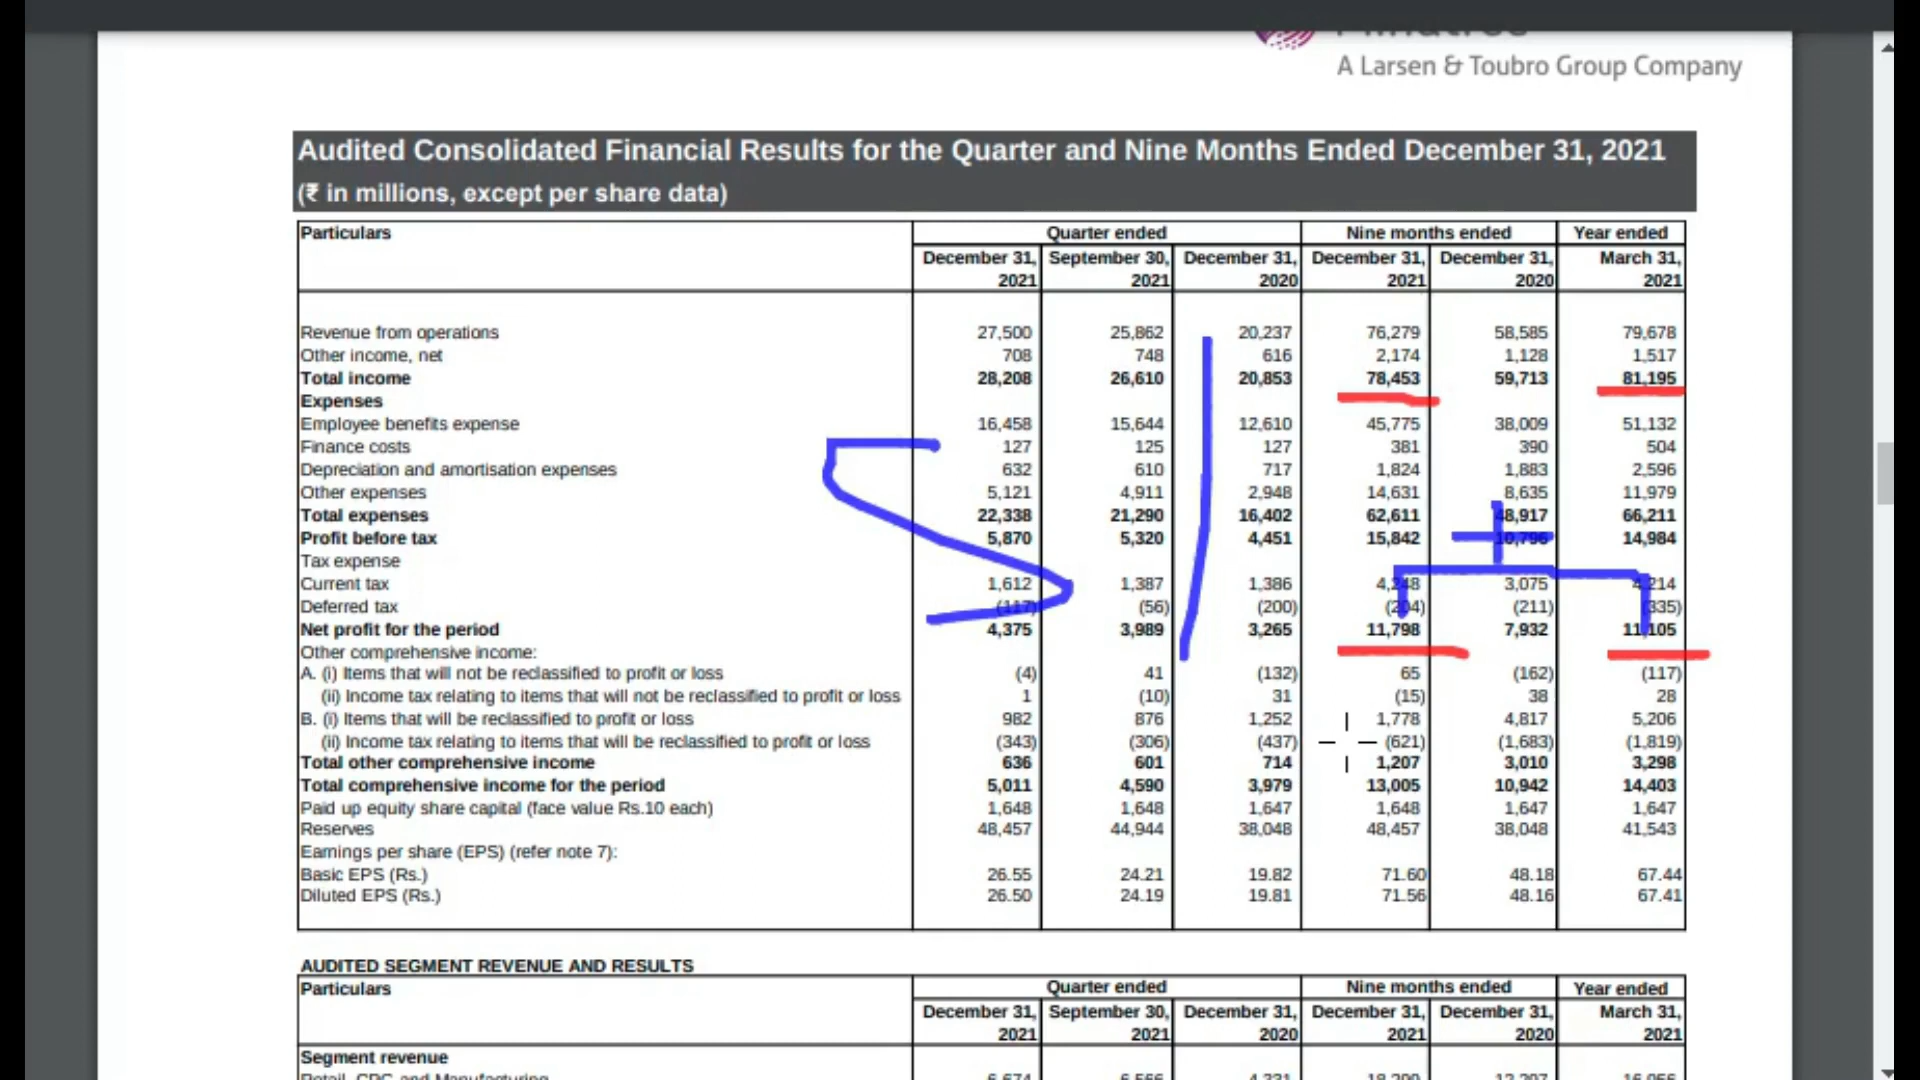 A Larsen & Toubro Group Company
Audited Consolidated Financial Results for the Quarter and Nine Months Ended December 31, 2021
(₹ in millions, except per share data)
Particulars Quarter ended Nine months ended Year ended
December 31, 2021 September 30, 2021 December 31, 2020 December 31, 2021 December 31, 2020 March 31, 2021
Revenue from operations 27,500 25,862 20,237 76,279 58,585 79,678
Other income, net 708 748 616 2,174 1,128 1,517
Total income 28,208 26,610 20,853 78,453 59,713 81,195
Expenses
Employee benefits expense 16,458 15,644 12,610 45,775 38,009 51,132
Finance costs 127 125 127 381 390 504
Depreciation and amortisation expenses 632 610 717 1,824 1,883 2,596
Other expenses 5,121 4,911 2,948 14,631 8,635 11,979
Total expenses 22,338 21,290 16,402 62,611 48,917 66,211
Profit before tax 5,870 5,320 4,451 15,842 10,796 14,984
Tax expense
Current tax 1,612 1,387 1,386 4,248 3,075 4,214
Deferred tax (117) (56) (200) (204) (211) (335)
Net profit for the period 4,375 3,989 3,265 11,798 7,932 11,105
Other comprehensive income:
A. (i) Items that will not be reclassified to profit or loss (4) 41 (132) 65 (162) (117)
(ii) Income tax relating to items that will not be reclassified to profit or loss 1 (10) 31 (15) 38 28
B. (i) Items that will be reclassified to profit or loss 982 876 1,252 1,778 4,817 5,206
(ii) Income tax relating to items that will be reclassified to profit or loss (343) (306) (437) (621) (1,683) (1,819)
Total other comprehensive income 636 601 714 1,207 3,010 3,298
Total comprehensive income for the period 5,011 4,590 3,979 13,005 10,942 14,403
Paid up equity share capital (face value Rs.10 each) 1,648 1,648 1,647 1,648 1,647 1,647
Reserves 48,457 44,944 38,048 48,457 38,048 41,543
Earnings per share (EPS) (refer note 7):
Basic EPS (Rs.) 26.55 24.21 19.82 71.60 48.18 67.44
Diluted EPS (Rs.) 26.50 24.19 19.81 71.56 48.16 67.41
AUDITED SEGMENT REVENUE AND RESULTS
Particulars Quarter ended Nine months ended Year ended
December 31, 2021 September 30, 2021 December 31, 2020 December 31, 2021 December 31, 2020 March 31, 2021
Segment revenue